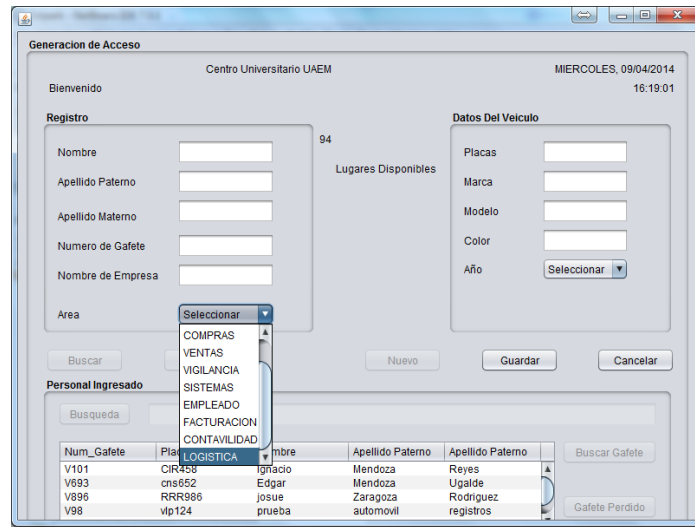 Generacion de Acceso
Centro Universitario UAEM
MIERCOLES, 09/04/2014
Bienvenido
16:19:01
Registro
Nombre
Apellido Paterno
Apellido Materno
Numero de Gafete
Nombre de Empresa
Area
Seleccionar
COMPRAS
VENTAS
VIGILANCIA
SISTEMAS
EMPLEADO
FACTURACION
CONTAVILIDAD
LOGISTICA
94
Lugares Disponibles
Datos Del Veiculo
Placas
Marca
Modelo
Color
Año
Seleccionar
Buscar
Nuevo
Guardar
Cancelar
Personal Ingresado
Busqueda
Num_Gafete Apellido Paterno Apellido Paterno
V101 CIR458 Ignacio Mendoza Reyes
V693 cns652 Edgar Mendoza Ugalde
V896 RRR986 josue Zaragoza Rodriguez
V98 vlp124 prueba automovil registros
Buscar Gafete
Gafete Perdido